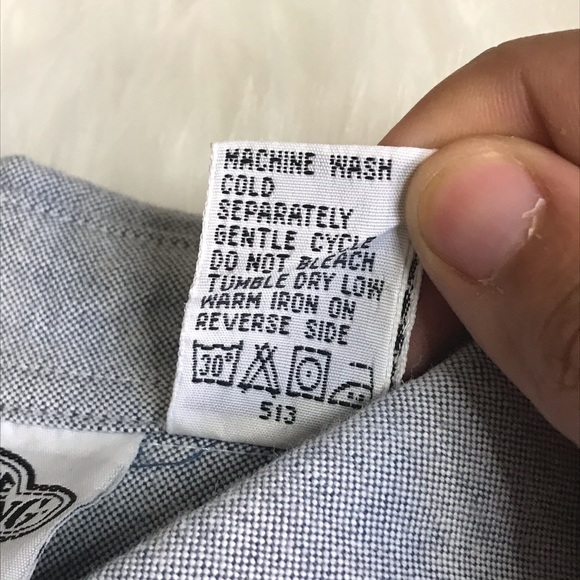 MACHINE WASH
COLD
SEPARATELY
GENTLE CYCLE
DO NOT BLEACH
TUMBLE DRY LOW
WARM IRON ON
REVERSE SIDE
30°
513